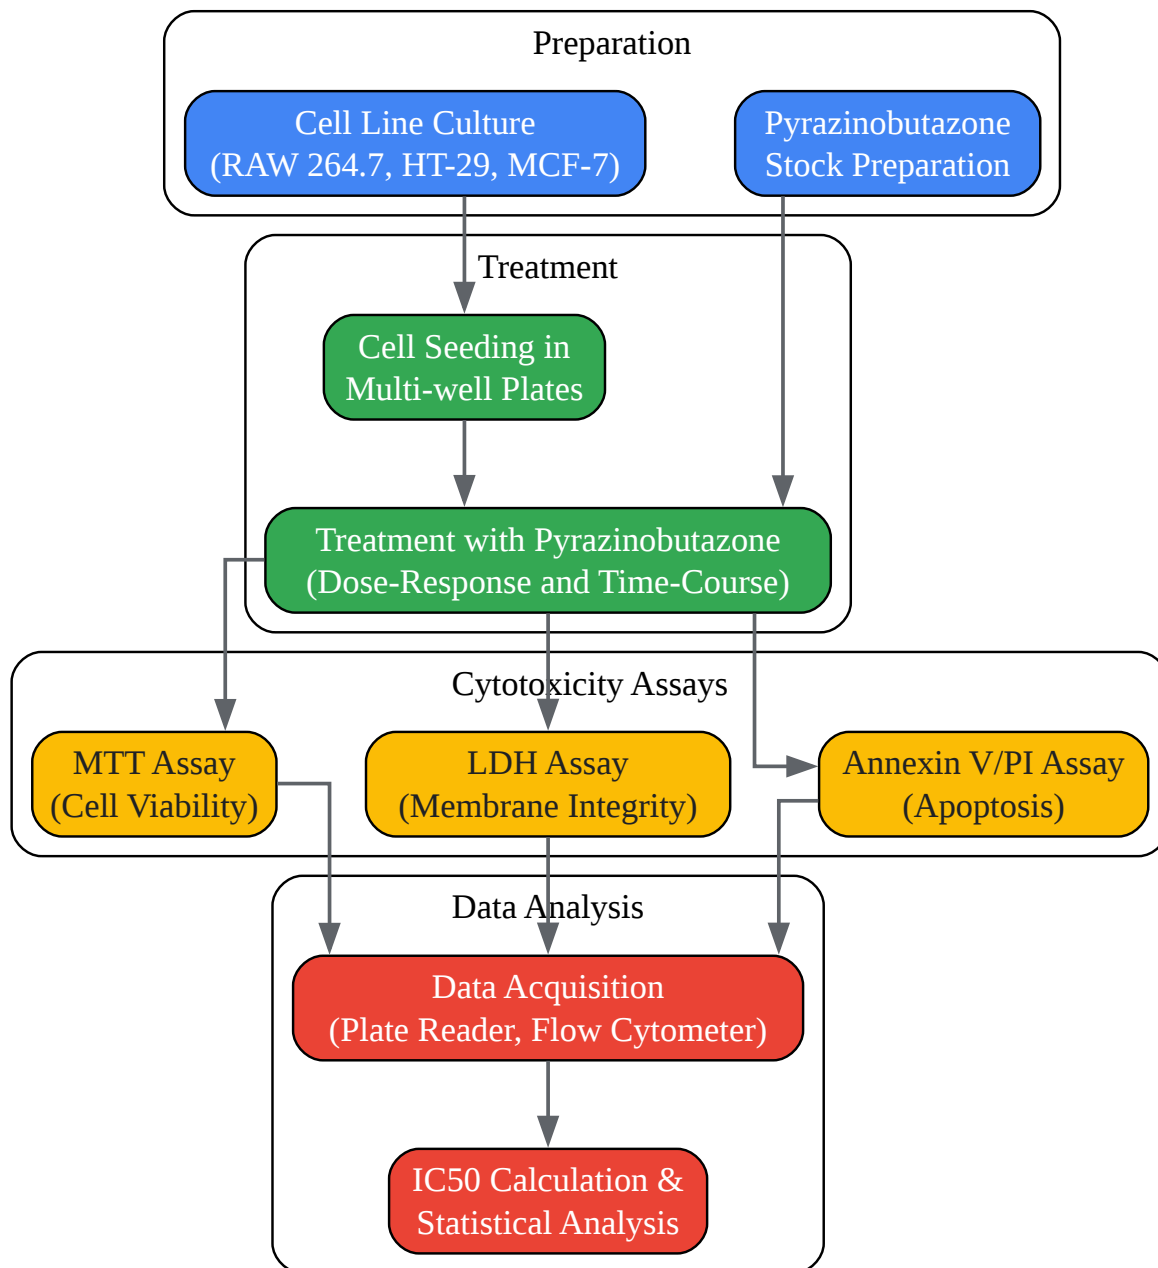 Preparation
Cell Line Culture
(RAW 264.7, HT-29, MCF-7)
Pyrazinobutazone
Stock Preparation
Treatment
Cell Seeding in
Multi-well Plates
Treatment with Pyrazinobutazone
(Dose-Response and Time-Course)
Cytotoxicity Assays
MTT Assay
(Cell Viability)
LDH Assay
(Membrane Integrity)
Annexin V/PI Assay
(Apoptosis)
Data Analysis
Data Acquisition
(Plate Reader, Flow Cytometer)
IC50 Calculation &
Statistical Analysis